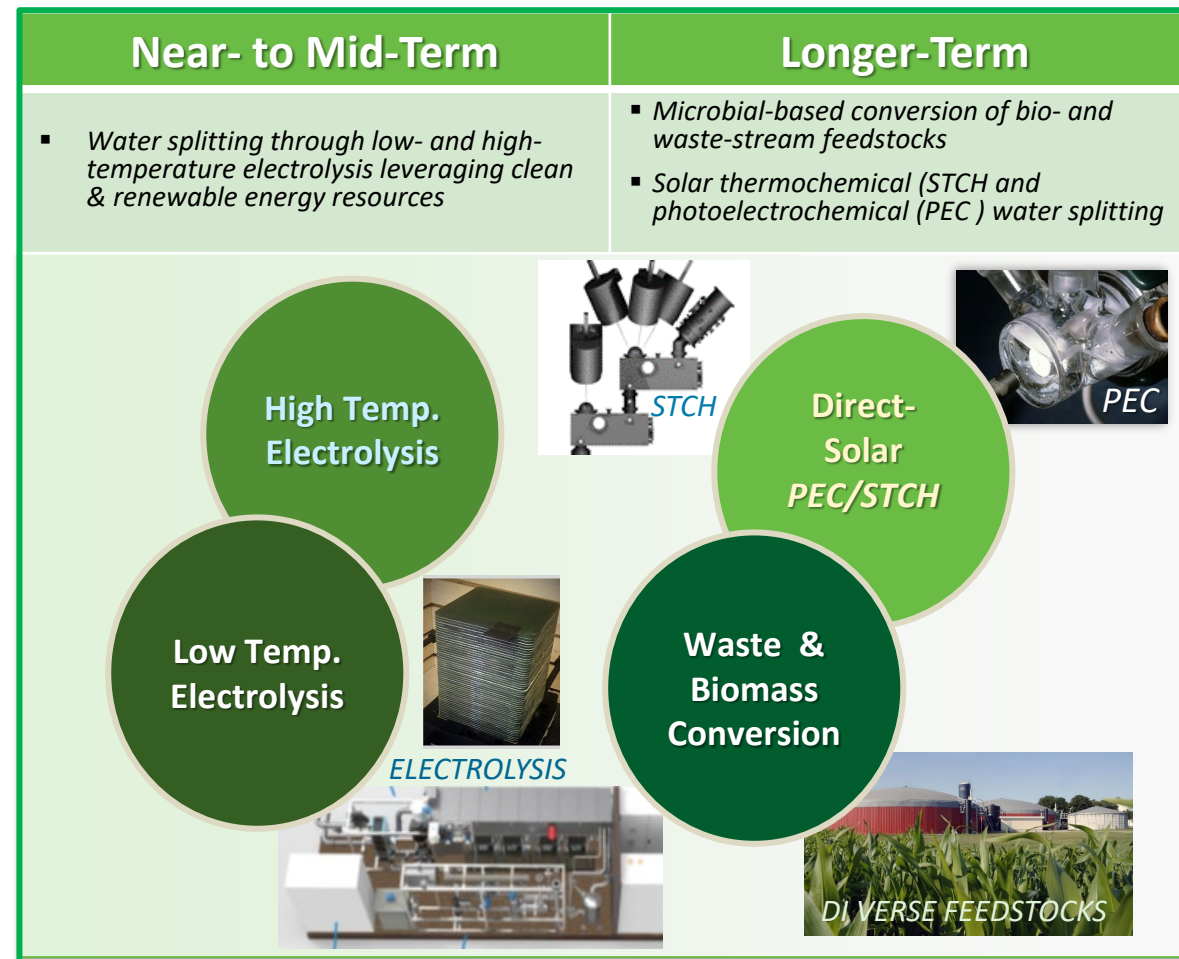 Near- to Mid-Term
Longer-Term
▪ Water splitting through low- and high-
temperature electrolysis leveraging clean
& renewable energy resources
▪ Microbial-based conversion of bio- and
waste-stream feedstocks
▪ Solar thermochemical (STCH and
photoelectrochemical (PEC ) water splitting
High Temp.
Electrolysis
STCH
Direct-
Solar
PEC/STCH
PEC
Low Temp.
Electrolysis
ELECTROLYSIS
Waste &
Biomass
Conversion
DI VERSE FEEDSTOCKS